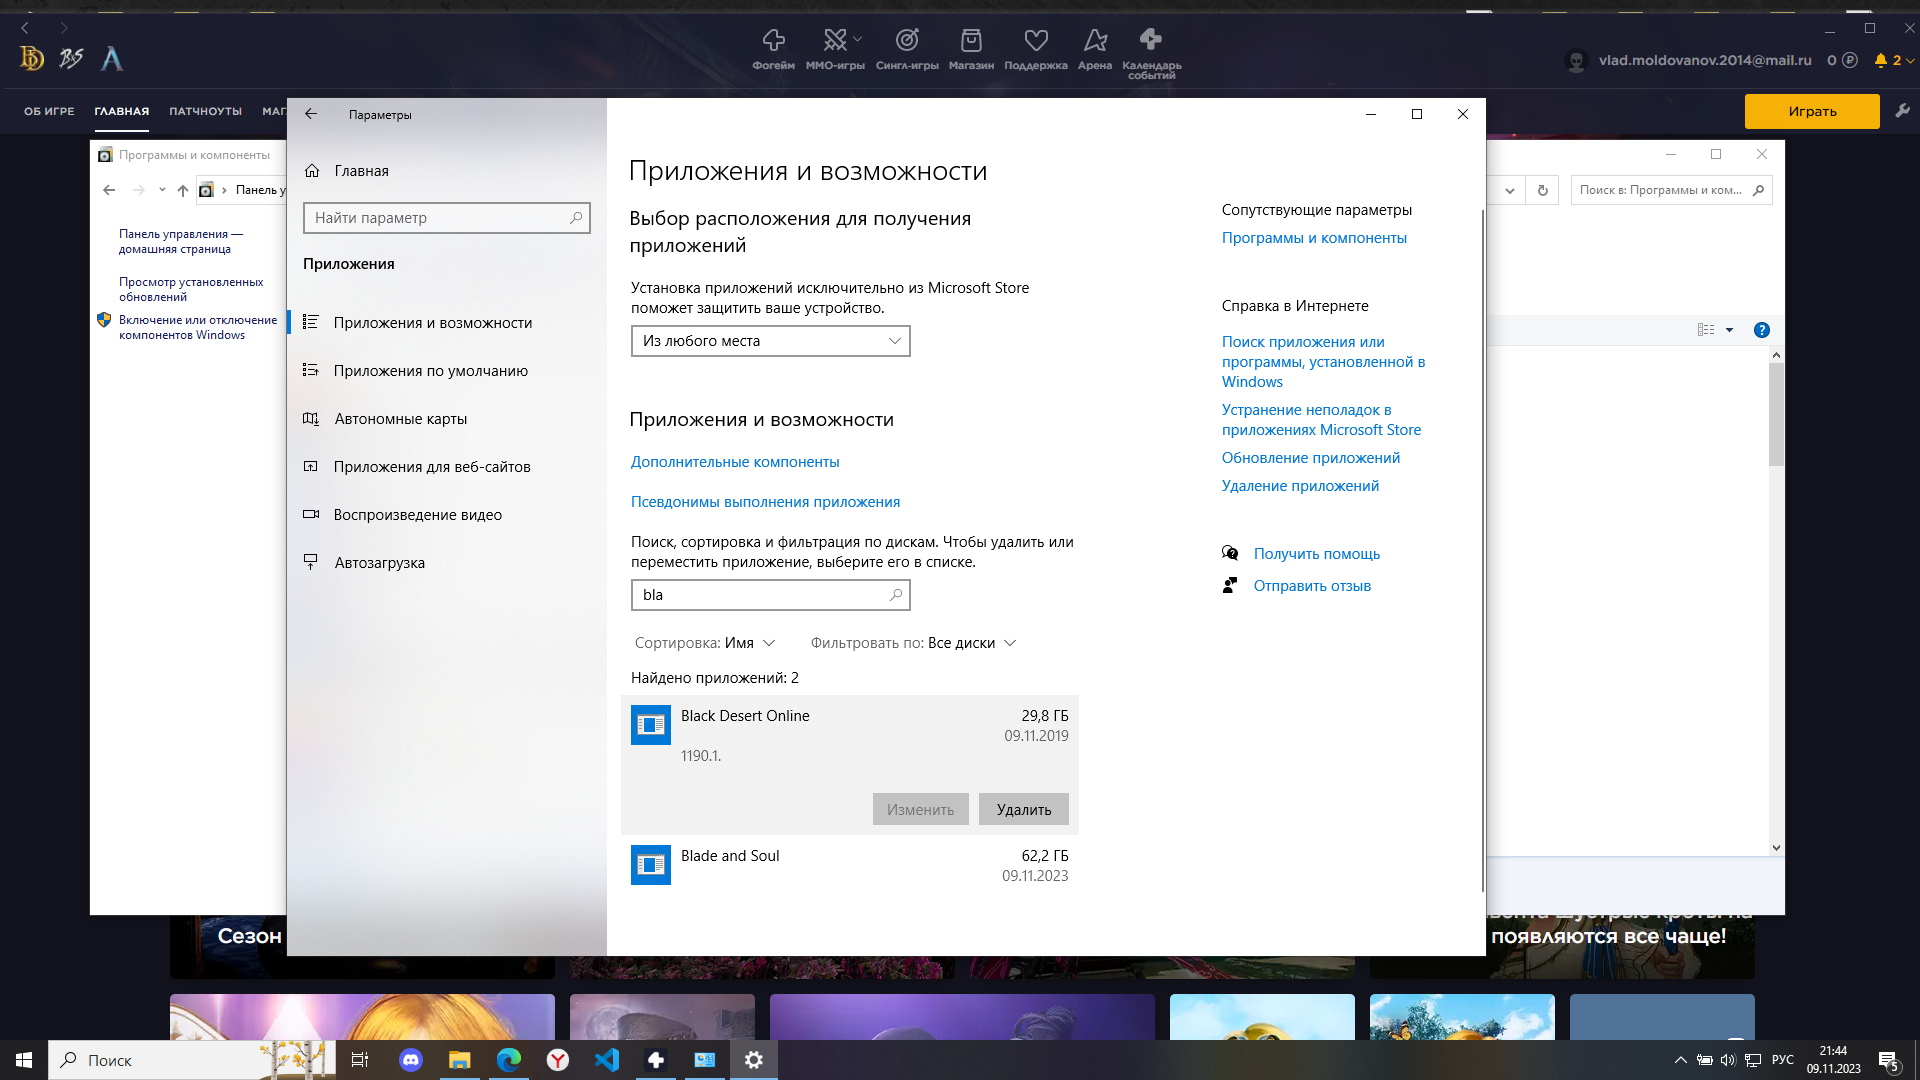 Фогейм
ММО-игры
Сингл-игры
Магазин
Поддержка
Арена
Календарь событий
vlad.moldovanov.2014@mail.ru
0
2
ОБ ИГРЕ
ГЛАВНАЯ
ПАТЧНОУТЫ
МАГ
Играть
Программы и компоненты
Панель у
Поиск в: Программы и ком...
Панель управления —
домашняя страница
Просмотр установленных
обновлений
Включение или отключение
компонентов Windows
Параметры
Главная
Найти параметр
Приложения
Приложения и возможности
Приложения по умолчанию
Автономные карты
Приложения для веб-сайтов
Воспроизведение видео
Автозагрузка
Приложения и возможности
Выбор расположения для получения
приложений
Установка приложений исключительно из Microsoft Store
поможет защитить ваше устройство.
Из любого места
Приложения и возможности
Дополнительные компоненты
Псевдонимы выполнения приложения
Поиск, сортировка и фильтрация по дискам. Чтобы удалить или
переместить приложение, выберите его в списке.
bla
Сортировка: Имя
Фильтровать по: Все диски
Найдено приложений: 2
Black Desert Online
29,8 ГБ
09.11.2019
1190.1.
Изменить
Удалить
Blade and Soul
62,2 ГБ
09.11.2023
Сопутствующие параметры
Программы и компоненты
Справка в Интернете
Поиск приложения или
программы, установленной в
Windows
Устранение неполадок в
приложениях Microsoft Store
Обновление приложений
Удаление приложений
Получить помощь
Отправить отзыв
Сезон
появляются все чаще!
Поиск
РУС
21:44
09.11.2023
5